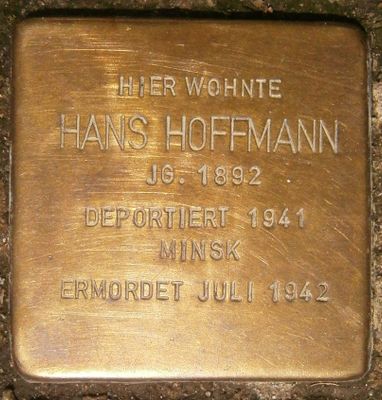 HIER WOHNTE
HANS HOFFMANN
JG. 1892
DEPORTIERT 1941
MINSK
ERMORDET JULI 1942